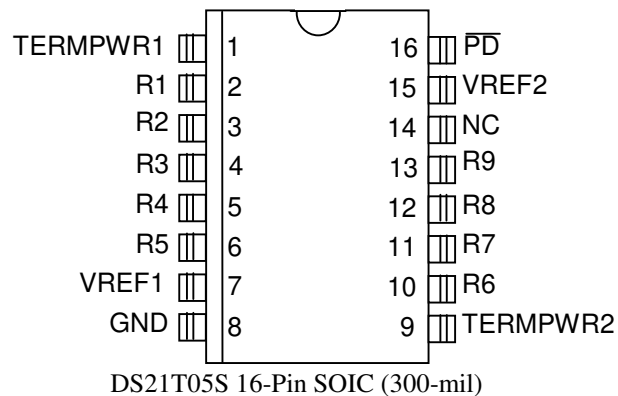 TERMPWR1 1 16 P̅D̅
R1 2 15 VREF2
R2 3 14 NC
R3 4 13 R9
R4 5 12 R8
R5 6 11 R7
VREF1 7 10 R6
GND 8 9 TERMPWR2
DS21T05S 16-Pin SOIC (300-mil)